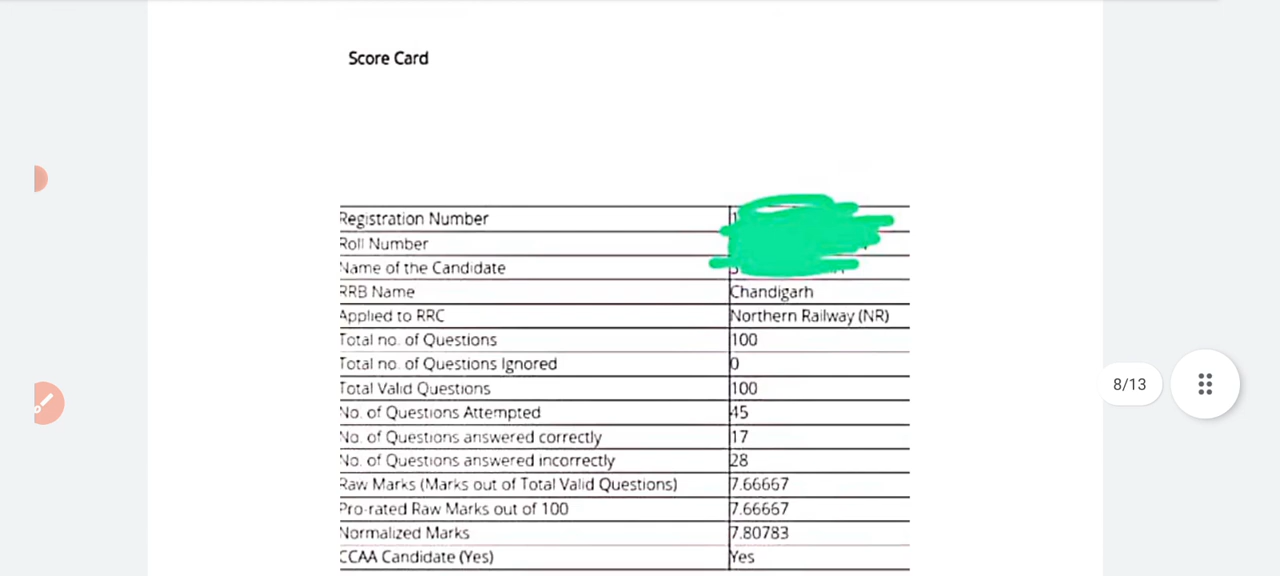 Score Card
Registration Number
Roll Number
Name of the Candidate
RRB Name Chandigarh
Applied to RRC Northern Railway (NR)
Total no. of Questions 100
Total no. of Questions Ignored 0
Total Valid Questions 100
No. of Questions Attempted 45
No. of Questions answered correctly 17
No. of Questions answered incorrectly 28
Raw Marks (Marks out of Total Valid Questions) 7.66667
Pro-rated Raw Marks out of 100 7.66667
Normalized Marks 7.80783
CCAA Candidate (Yes) Yes
8/13